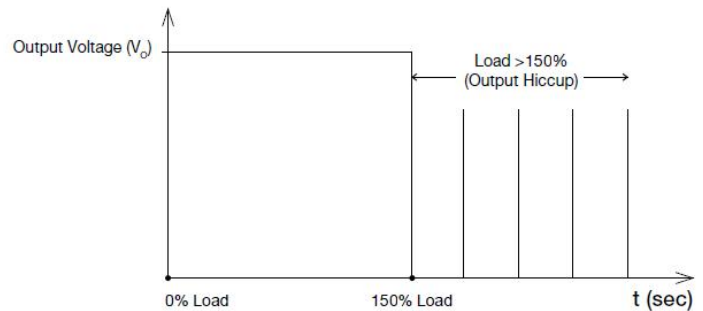 Output Voltage (Vₒ)
Load >150%
(Output Hiccup)
0% Load
150% Load
t (sec)